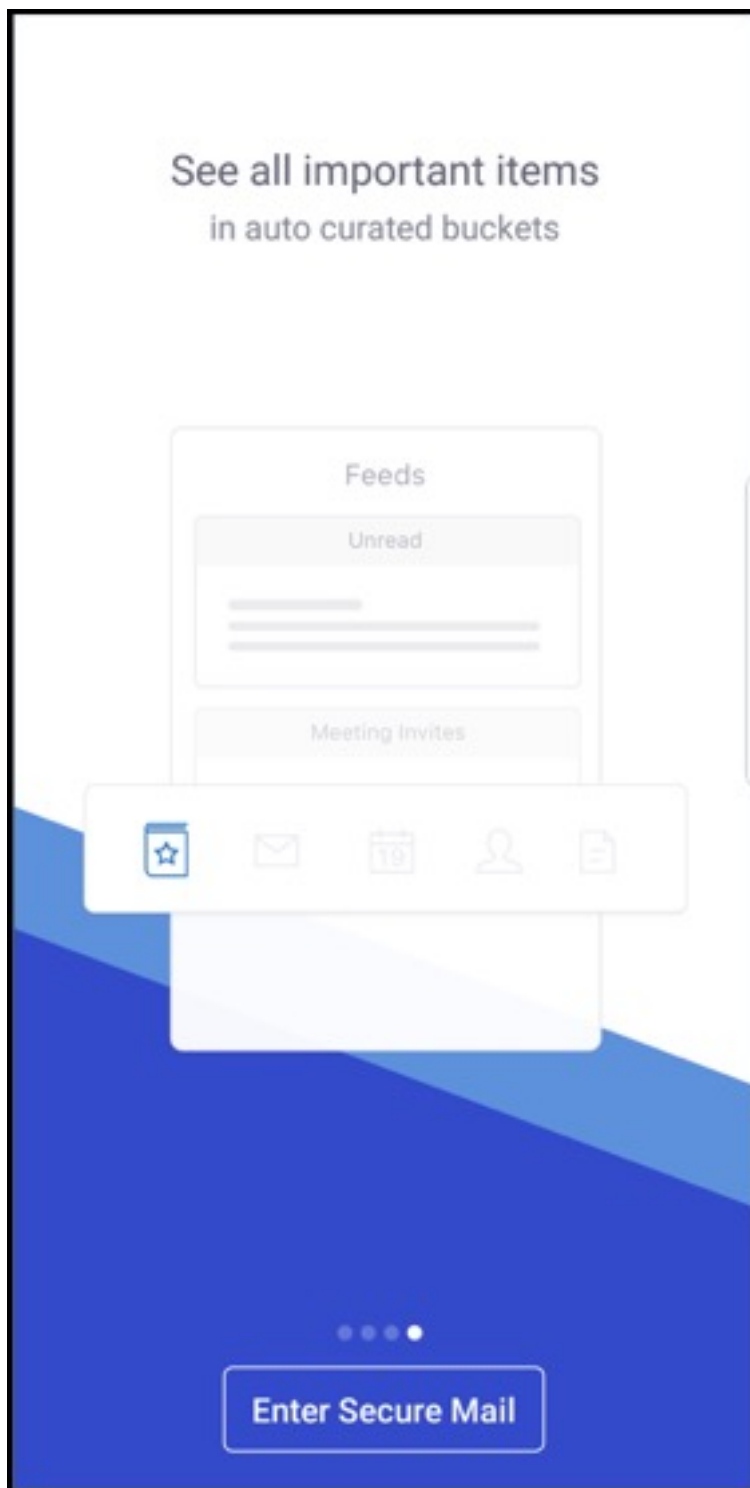 See all important items
in auto curated buckets
Feeds
Unread
Meeting Invites
19
Enter Secure Mail